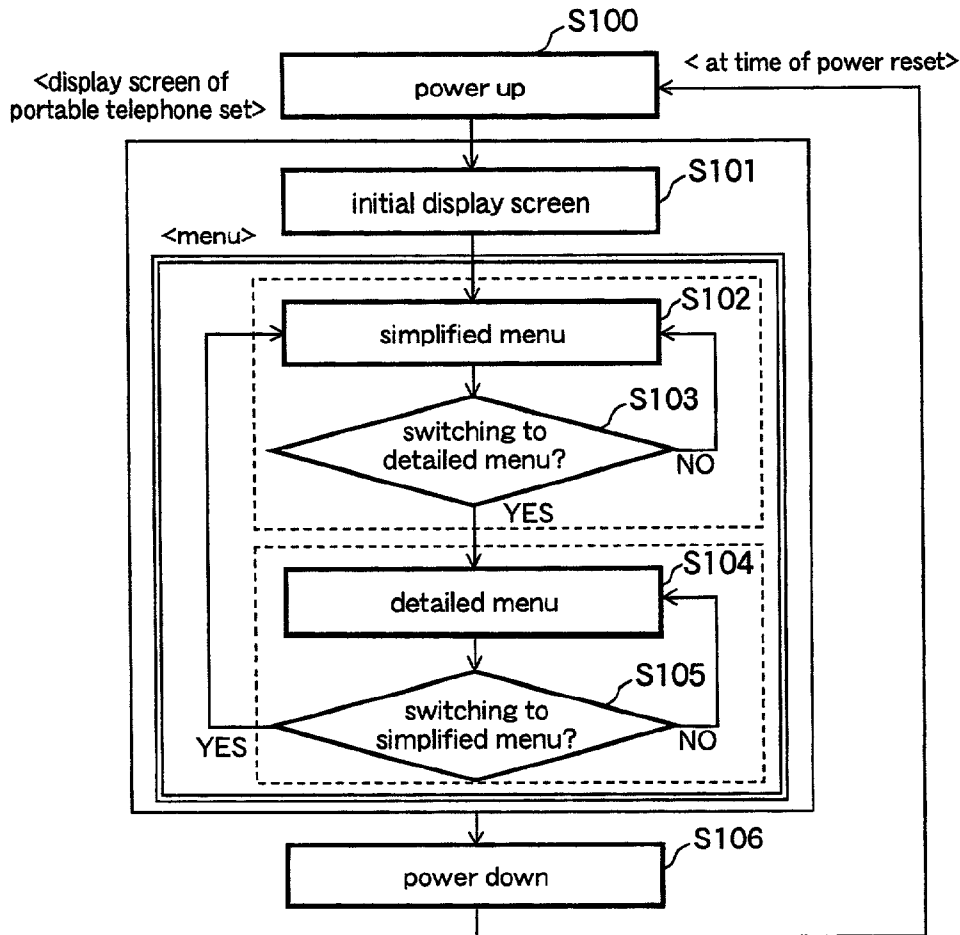 S100
<display screen of
portable telephone set>
power up
< at time of power reset>
S101
initial display screen
<menu>
S102
simplified menu
S103
switching to
detailed menu?
NO
YES
S104
detailed menu
S105
switching to
simplified menu?
YES
NO
S106
power down